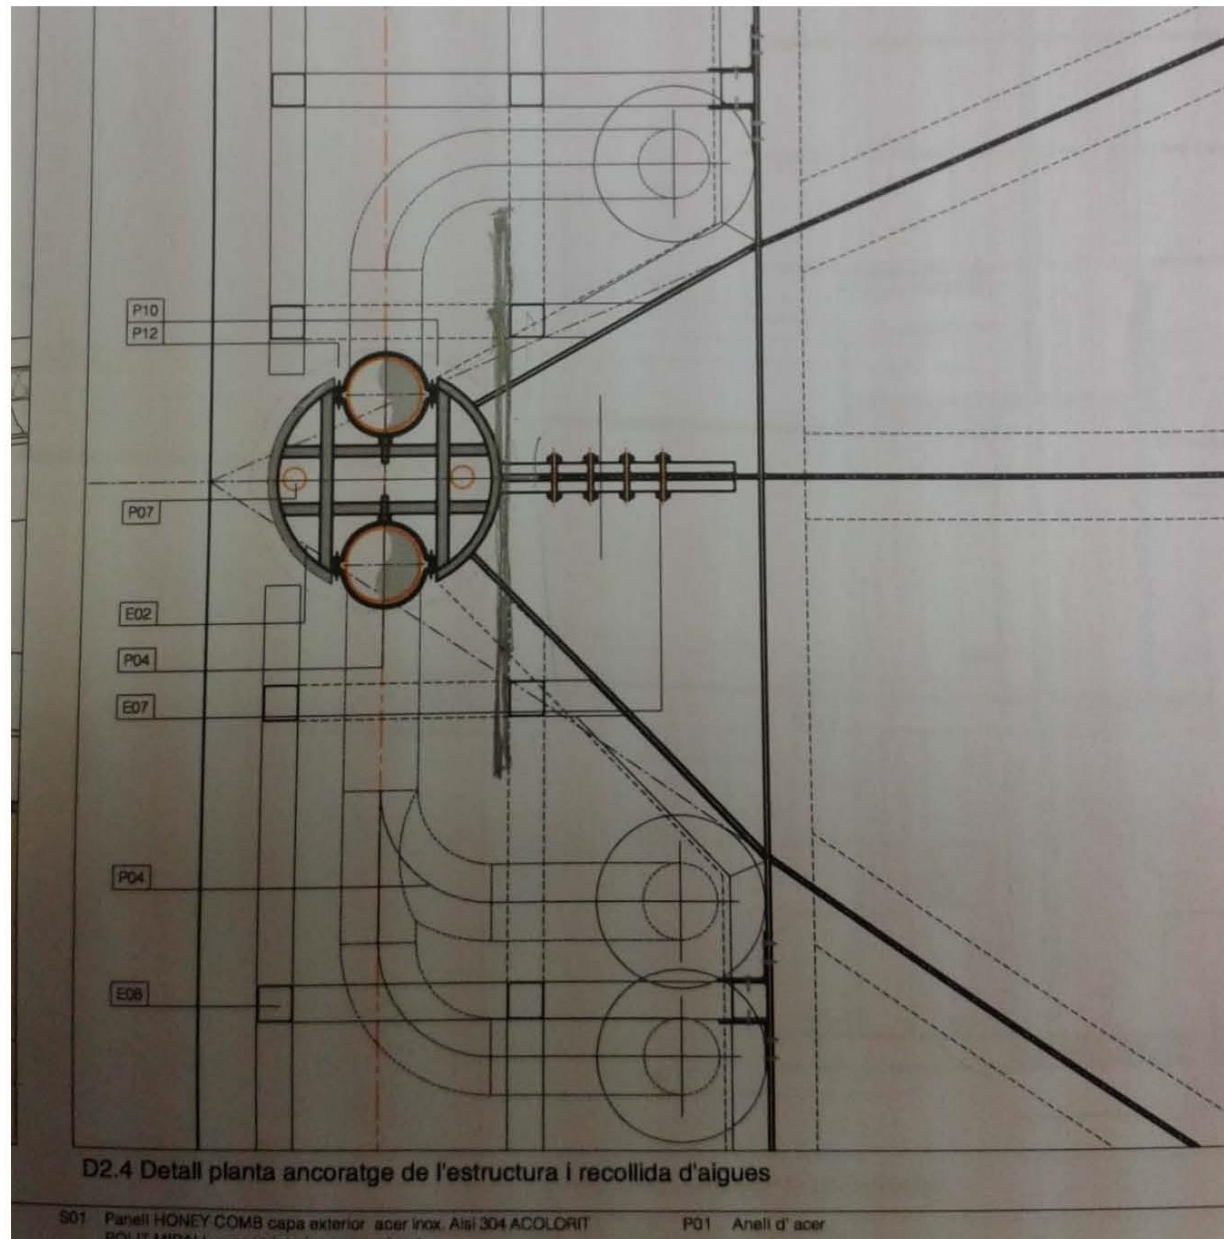 P10
P12
P07
E02
P04
E07
P04
E08
D2.4 Detall planta ancoratge de l'estructura i recollida d'aigues
S01 Panell HONEY COMB capa exterior acer inox. Aisi 304 ACOLORIT
P01 Anell d' acer